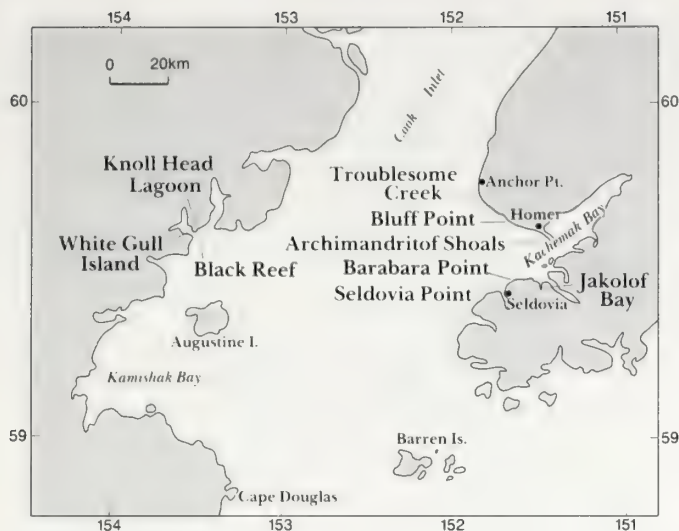 154
153
152
151
0 20km
60
60
Cook Inlet
Knoll Head
Lagoon
Troublesome
Creek
Anchor Pt.
Bluff Point
Homer
Kachemak Bay
White Gull
Island
Archimandritof Shoals
Black Reef
Barabara Point
Jakolof
Bay
Seldovia Point
Seldovia
Augustine I.
Kamishak Bay
59
59
Barren Is.
Cape Douglas
154
153
152
151